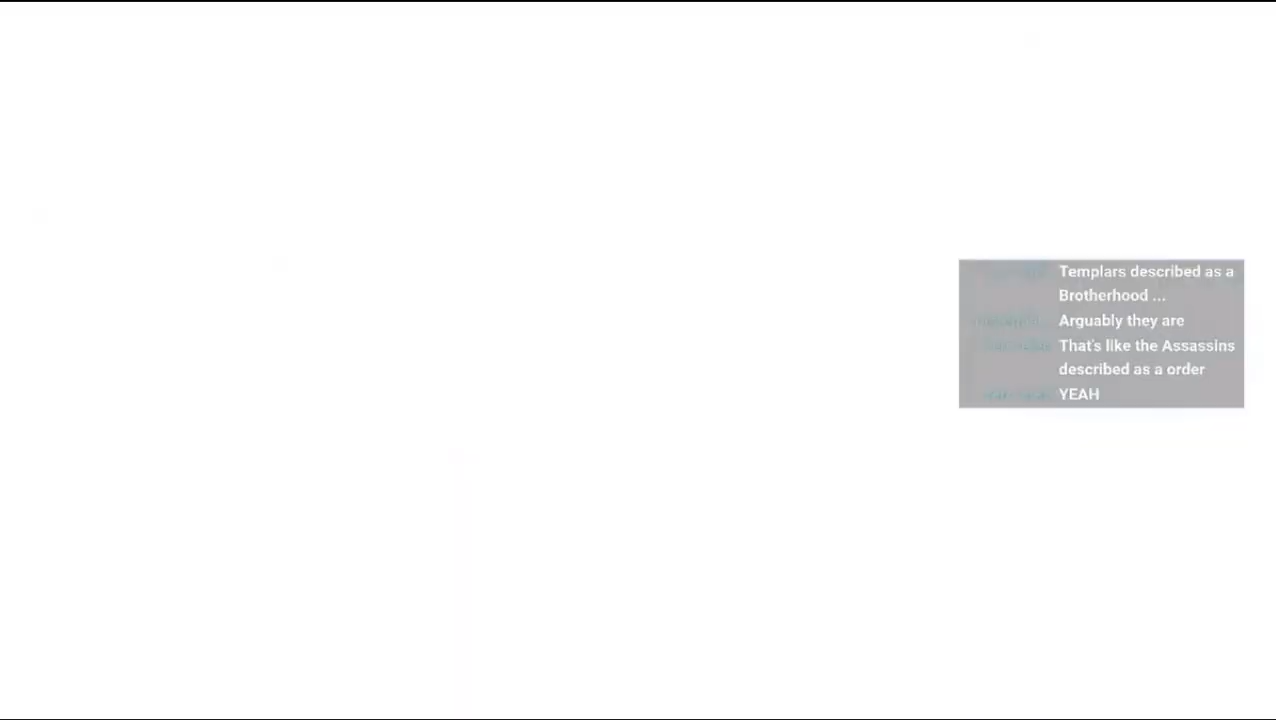 Templars described as a
Brotherhood ...
Arguably they are
That's like the Assassins
described as a order
YEAH